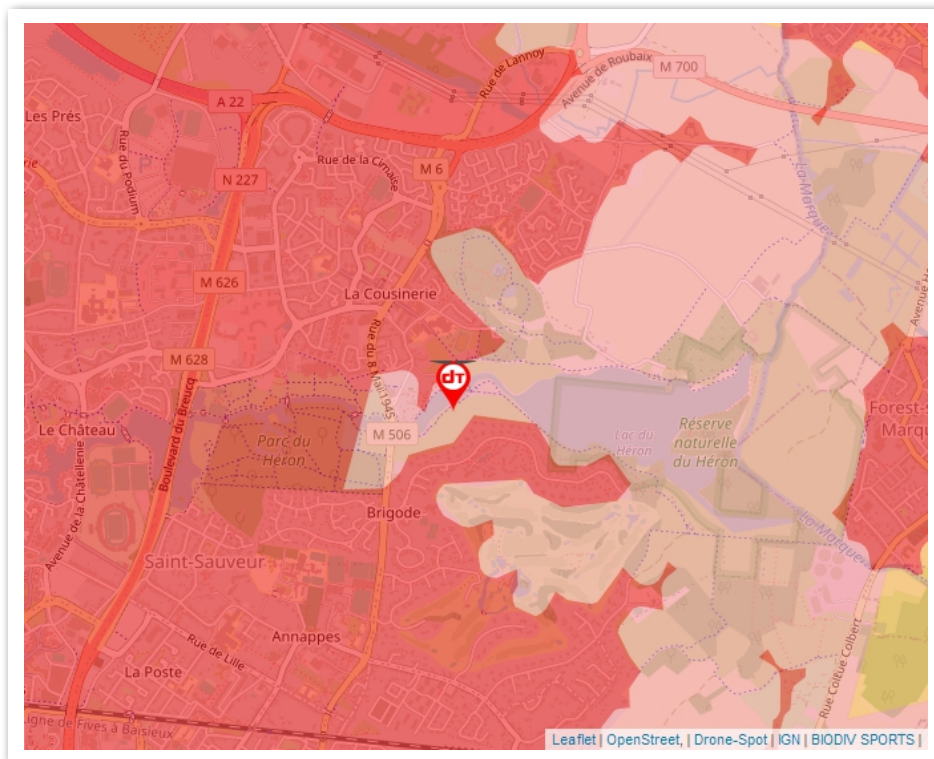 Rue de Lannoy
Avenue de Roubaix
M 700
A 22
Les Prés
Rue du Podium
P
Rue de la Cimaise
M 6
N 227
La Marque
M 626
La Cousinerie
Rue du 8 Mai 1945
M 628
dT
Boulevard du Breucq
Le Château
Parc du
Héron
M 506
Lac du
Héron
Réserve
naturelle
du Héron
Avenue de la Châtellenie
Brigode
La Marque
Saint-Sauveur
Annappes
Rue de Lille
La Poste
Rue Coitue Colbert
igne de Fives à Baisieux
Leaflet | OpenStreet, | Drone-Spot | IGN | BIODIV SPORTS |